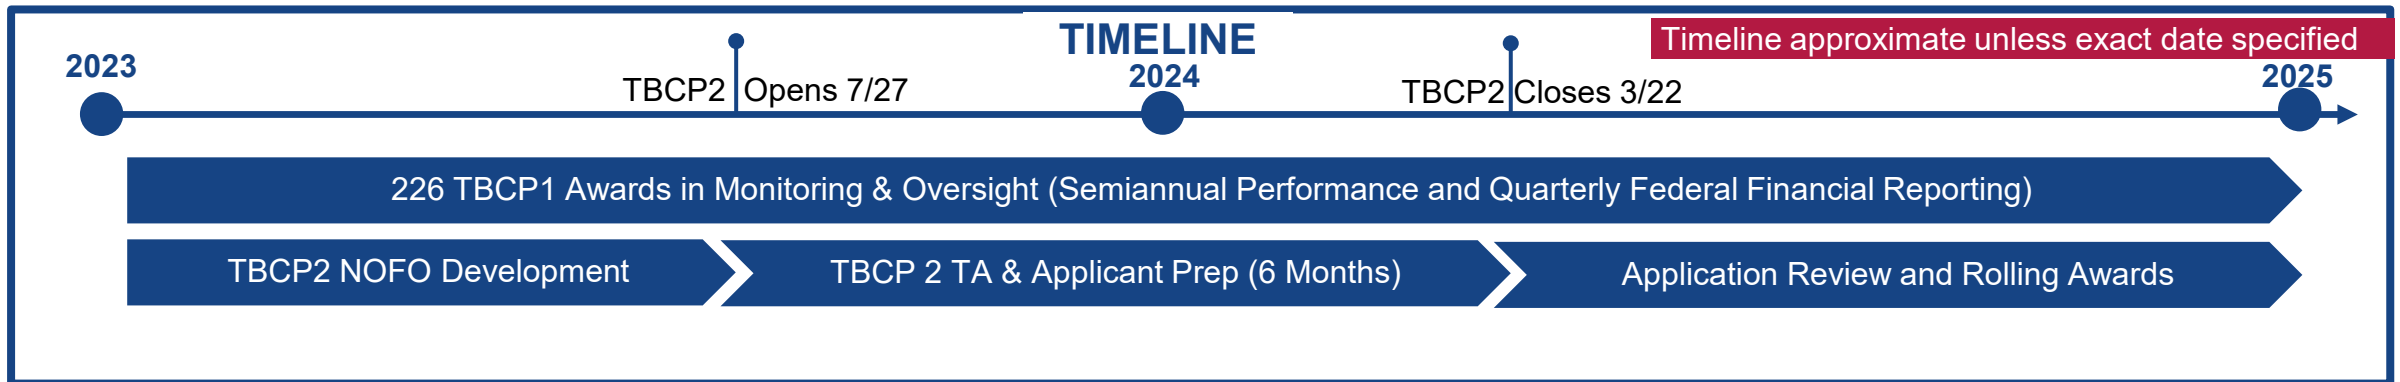 TIMELINE
Timeline approximate unless exact date specified
2023
2024
2025
TBCP2 Opens 7/27
TBCP2 Closes 3/22
226 TBCP1 Awards in Monitoring & Oversight (Semiannual Performance and Quarterly Federal Financial Reporting)
TBCP2 NOFO Development
TBCP 2 TA & Applicant Prep (6 Months)
Application Review and Rolling Awards